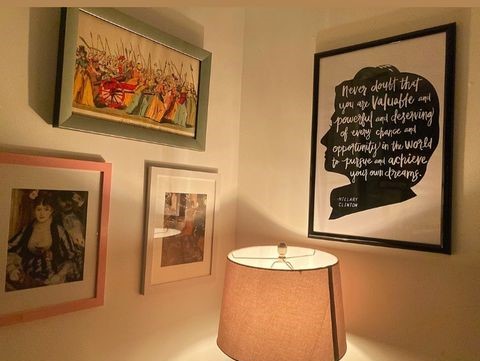 Never doubt that
you are valuable and
powerful and deserving
of every chance and
opportunity in the world
to pursue and achieve
your own dreams.
-HILLARY
CLINTON